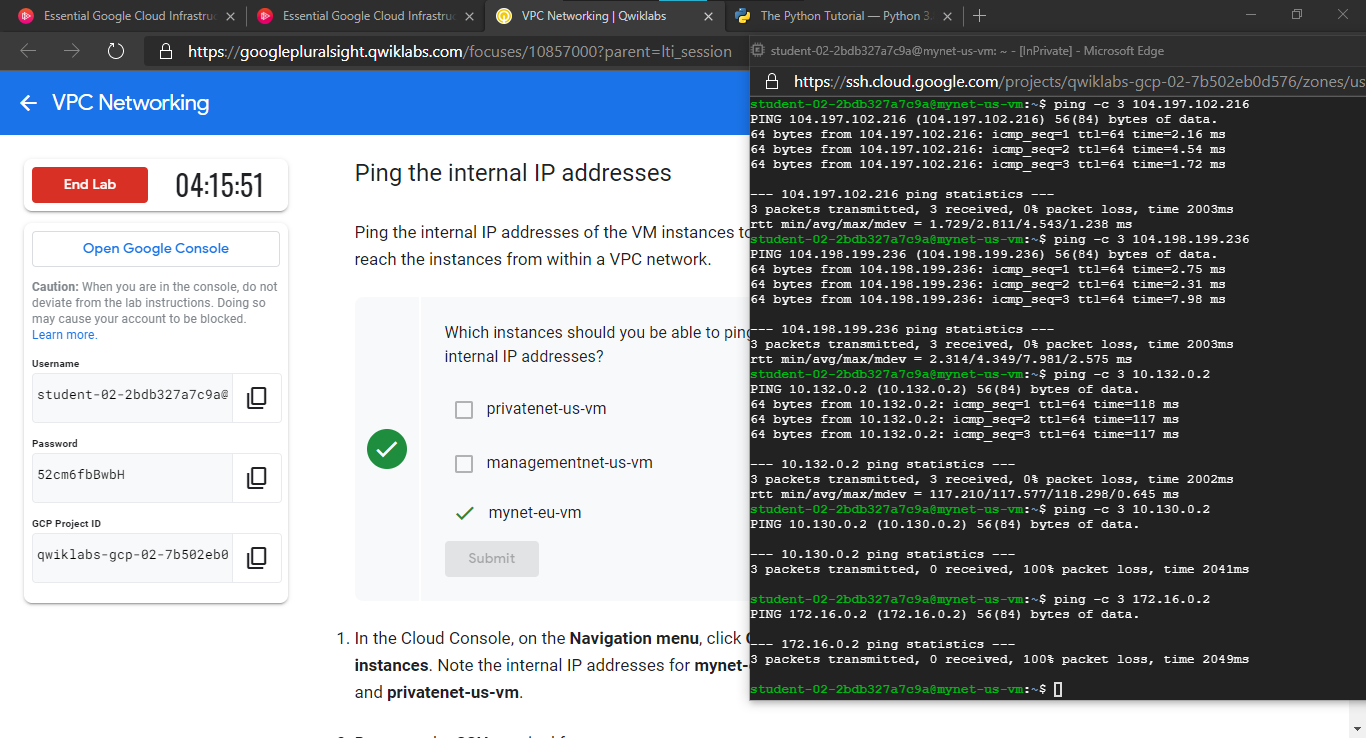 Essential Google Cloud Infrastru
Essential Google Cloud Infrastru
VPC Networking | Qwiklabs
The Python Tutorial — Python 3.
https://googlepluralsight.qwiklabs.com/focuses/10857000?parent=lti_session
VPC Networking
End Lab
04:15:51
Open Google Console
Caution: When you are in the console, do not
deviate from the lab instructions. Doing so
may cause your account to be blocked.
Learn more.
Username
student-02-2bdb327a7c9a@
Password
52cm6fbBwbH
GCP Project ID
qwiklabs-gcp-02-7b502eb0
Ping the internal IP addresses
Ping the internal IP addresses of the VM instances to
reach the instances from within a VPC network.
Which instances should you be able to ping
internal IP addresses?
privatenet-us-vm
managementnet-us-vm
mynet-eu-vm
Submit
1. In the Cloud Console, on the Navigation menu, click
instances. Note the internal IP addresses for mynet-
and privatenet-us-vm.
student-02-2bdb327a7c9a@mynet-us-vm: ~ - [InPrivate] - Microsoft Edge
https://ssh.cloud.google.com/projects/qwiklabs-gcp-02-7b502eb0d576/zones/us
student-02-2bdb327a7c9a@mynet-us-vm:~$ ping -c 3 104.197.102.216
PING 104.197.102.216 (104.197.102.216) 56(84) bytes of data.
64 bytes from 104.197.102.216: icmp_seq=1 ttl=64 time=2.16 ms
64 bytes from 104.197.102.216: icmp_seq=2 ttl=64 time=4.54 ms
64 bytes from 104.197.102.216: icmp_seq=3 ttl=64 time=1.72 ms
--- 104.197.102.216 ping statistics ---
3 packets transmitted, 3 received, 0% packet loss, time 2003ms
rtt min/avg/max/mdev = 1.729/2.811/4.543/1.238 ms
student-02-2bdb327a7c9a@mynet-us-vm:~$ ping -c 3 104.198.199.236
PING 104.198.199.236 (104.198.199.236) 56(84) bytes of data.
64 bytes from 104.198.199.236: icmp_seq=1 ttl=64 time=2.75 ms
64 bytes from 104.198.199.236: icmp_seq=2 ttl=64 time=2.31 ms
64 bytes from 104.198.199.236: icmp_seq=3 ttl=64 time=7.98 ms
--- 104.198.199.236 ping statistics ---
3 packets transmitted, 3 received, 0% packet loss, time 2003ms
rtt min/avg/max/mdev = 2.314/4.349/7.981/2.575 ms
student-02-2bdb327a7c9a@mynet-us-vm:~$ ping -c 3 10.132.0.2
PING 10.132.0.2 (10.132.0.2) 56(84) bytes of data.
64 bytes from 10.132.0.2: icmp_seq=1 ttl=64 time=118 ms
64 bytes from 10.132.0.2: icmp_seq=2 ttl=64 time=117 ms
64 bytes from 10.132.0.2: icmp_seq=3 ttl=64 time=117 ms
--- 10.132.0.2 ping statistics ---
3 packets transmitted, 3 received, 0% packet loss, time 2002ms
rtt min/avg/max/mdev = 117.210/117.577/118.298/0.645 ms
student-02-2bdb327a7c9a@mynet-us-vm:~$ ping -c 3 10.130.0.2
PING 10.130.0.2 (10.130.0.2) 56(84) bytes of data.
--- 10.130.0.2 ping statistics ---
3 packets transmitted, 0 received, 100% packet loss, time 2041ms
student-02-2bdb327a7c9a@mynet-us-vm:~$ ping -c 3 172.16.0.2
PING 172.16.0.2 (172.16.0.2) 56(84) bytes of data.
--- 172.16.0.2 ping statistics ---
3 packets transmitted, 0 received, 100% packet loss, time 2049ms
student-02-2bdb327a7c9a@mynet-us-vm:~$